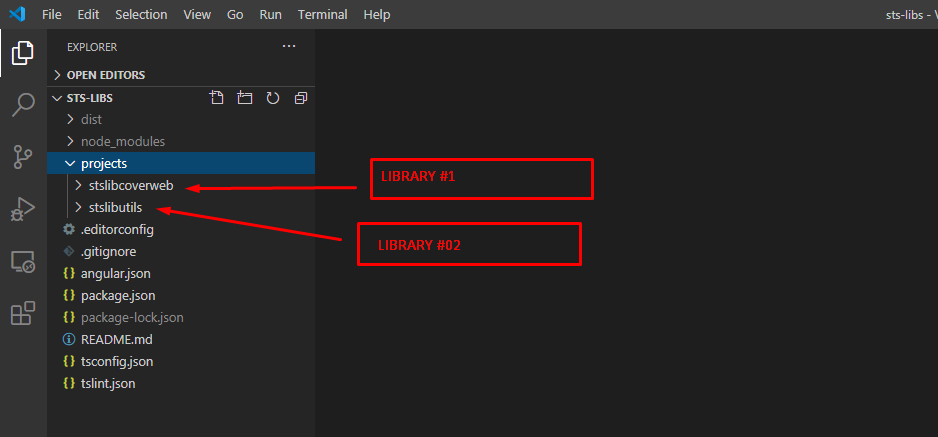 File Edit Selection View Go Run Terminal Help
sts-libs - V
EXPLORER
OPEN EDITORS
STS-LIBS
dist
node_modules
projects
stslibcoverweb
LIBRARY #1
stslibutils
.editorconfig
LIBRARY #02
.gitignore
angular.json
package.json
package-lock.json
README.md
tsconfig.json
tslint.json